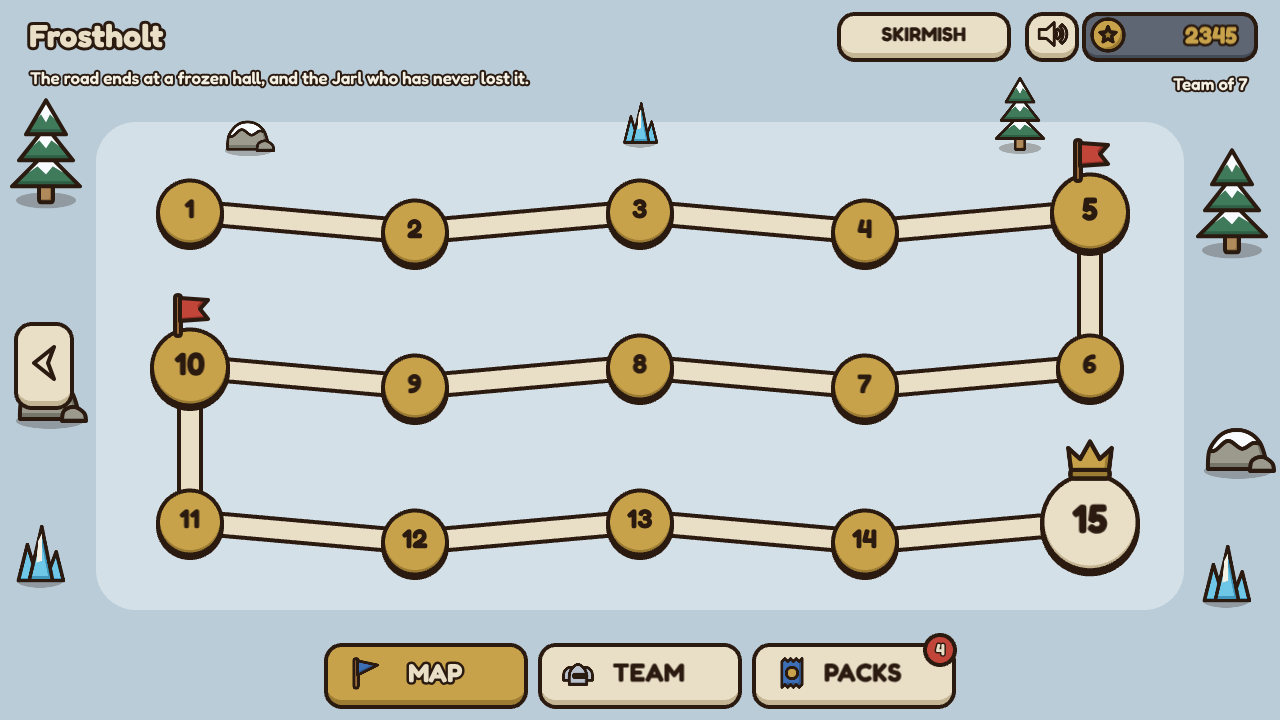 Frostholt
SKIRMISH
2345
The road ends at a frozen hall, and the Jarl who has never lost it.
Team of 7
1
2
3
4
5
10
9
8
7
6
11
12
13
14
15
MAP
TEAM
PACKS
4